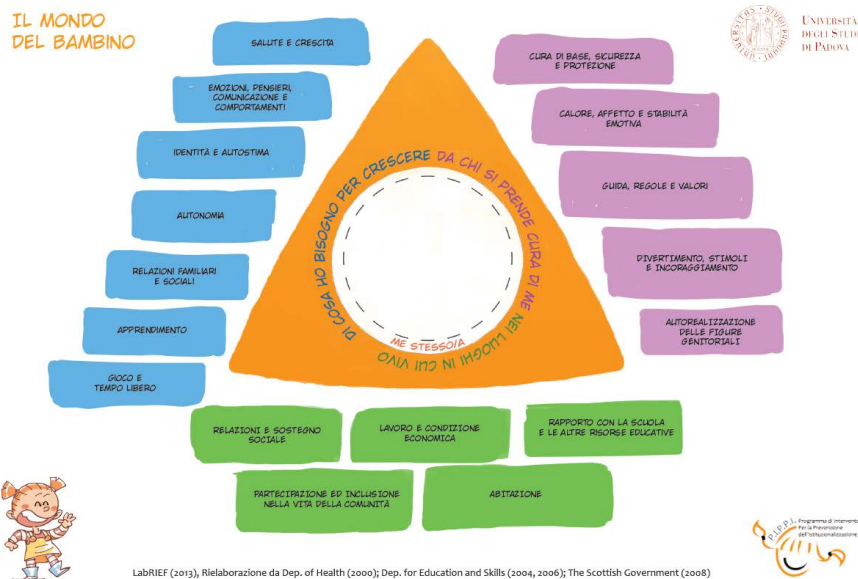 IL MONDO
DEL BAMBINO
UNIVERSITÀ
DEGLI STUDI
DI PADOVA
SALUTE E CRESCITA
EMOZIONI, PENSIERI,
COMUNICAZIONE E
COMPORTAMENTI
IDENTITÀ E AUTOSTIMA
AUTONOMIA
RELAZIONI FAMILIARI
E SOCIALI
APPRENDIMENTO
GIOCO E
TEMPO LIBERO
CURA DI BASE, SICUREZZA
E PROTEZIONE
CALORE, AFFETTO E STABILITÀ
EMOTIVA
GUIDA, REGOLE E VALORI
DIVERTIMENTO, STIMOLI
E INCORAGGIAMENTO
AUTOREALIZZAZIONE
DELLE FIGURE
GENITORIALI
DI COSA HO BISOGNO PER CRESCERE
DA CHI SI PRENDE CURA DI ME
NEI LUOGHI IN CUI VIVO
ME STESSO/A
RELAZIONI E SOSTEGNO
SOCIALE
LAVORO E CONDIZIONE
ECONOMICA
RAPPORTO CON LA SCUOLA
E LE ALTRE RISORSE EDUCATIVE
PARTECIPAZIONE ED INCLUSIONE
NELLA VITA DELLA COMUNITÀ
ABITAZIONE
P.I.P.P.I.
Programma di Intervento
Per la Prevenzione
dell'Istituzionalizzazione
LabRIEF (2013), Rielaborazione da Dep. of Health (2000); Dep. for Education and Skills (2004, 2006); The Scottish Government (2008)